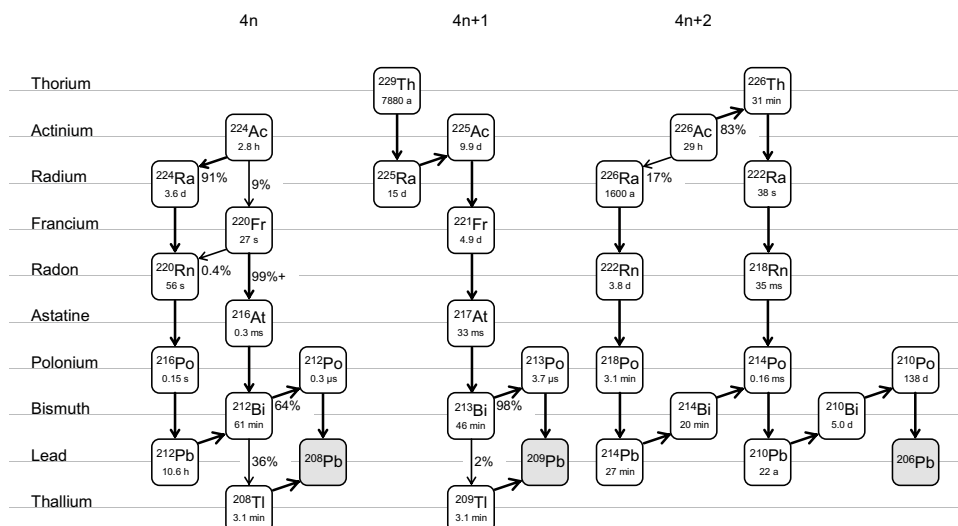 4n 4n+1 4n+2
Thorium
²²⁹Th
7880 a
²²⁶Th
31 min
Actinium
²²⁴Ac
2.8 h
²²⁵Ac
9.9 d
²²⁶Ac
29 h
83%
Radium
²²⁴Ra
3.6 d
91%
9%
²²⁵Ra
15 d
²²⁶Ra
1600 a
17%
²²²Ra
38 s
Francium
²²⁰Fr
27 s
²²¹Fr
4.9 d
Radon
²²⁰Rn
56 s
0.4%
99%+
²²²Rn
3.8 d
²¹⁸Rn
35 ms
Astatine
²¹⁶At
0.3 ms
²¹⁷At
33 ms
Polonium
²¹⁶Po
0.15 s
²¹²Po
0.3 µs
²¹³Po
3.7 µs
²¹⁸Po
3.1 min
²¹⁴Po
0.16 ms
²¹⁰Po
138 d
Bismuth
²¹²Bi
61 min
64%
²¹³Bi
46 min
98%
²¹⁴Bi
20 min
²¹⁰Bi
5.0 d
Lead
²¹²Pb
10.6 h
36%
²⁰⁸Pb
2%
²⁰⁹Pb
²¹⁴Pb
27 min
²¹⁰Pb
22 a
²⁰⁶Pb
Thallium
²⁰⁸Tl
3.1 min
²⁰⁹Tl
3.1 min